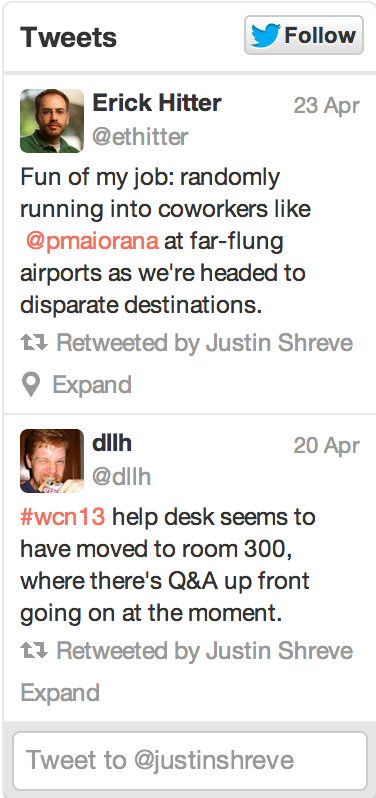 Tweets
Follow
Erick Hitter
23 Apr
@ethitter
Fun of my job: randomly
running into coworkers like
@pmaiorana at far-flung
airports as we're headed to
disparate destinations.
Retweeted by Justin Shreve
Expand
dllh
20 Apr
@dllh
#wcn13 help desk seems to
have moved to room 300,
where there's Q&A up front
going on at the moment.
Retweeted by Justin Shreve
Expand
Tweet to @justinshreve